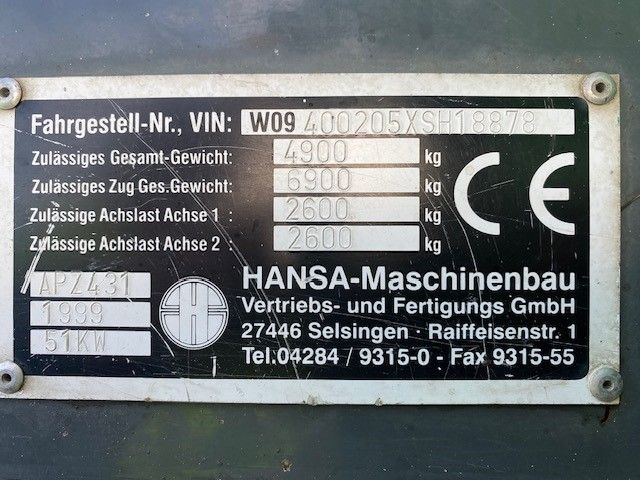 Fahrgestell-Nr., VIN: W09 400205XSH18878
Zulässiges Gesamt-Gewicht: 4900 kg
Zulässiges Zug Ges.Gewicht: 6900 kg
Zulässige Achslast Achse 1 : 2600 kg
Zulässige Achslast Achse 2 : 2600 kg
CE
APZ431
1999
51KW
H
HANSA-Maschinenbau
Vertriebs- und Fertigungs GmbH
27446 Selsingen · Raiffeisenstr. 1
Tel.04284 / 9315-0 - Fax 9315-55